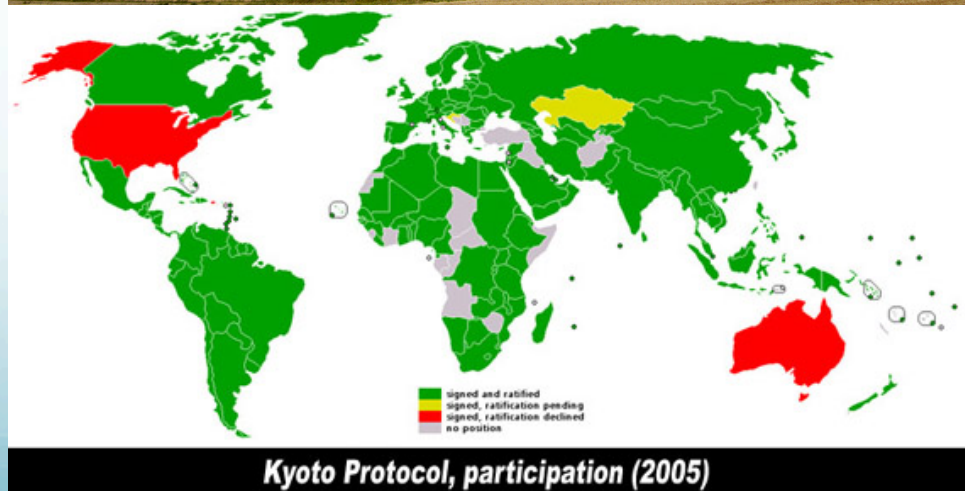 signed and ratified
signed, ratification pending
signed, ratification declined
no position
Kyoto Protocol, participation (2005)